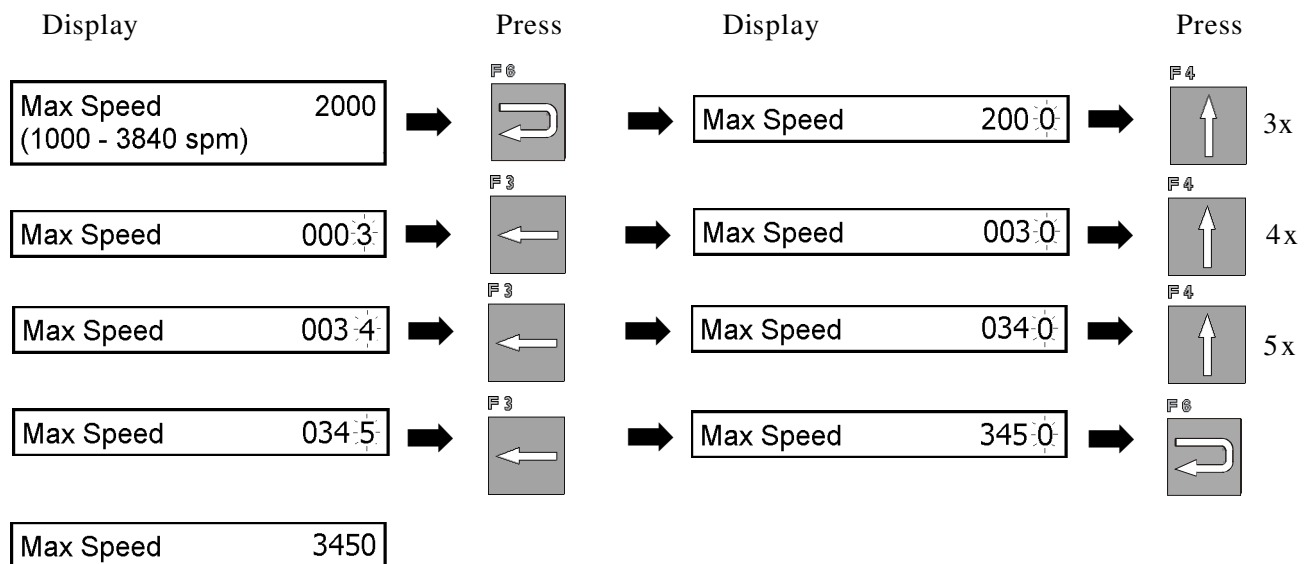 Display Press Display Press
F6 F4
Max Speed 2000 Max Speed 2000 3x
(1000 - 3840 spm)
F3 F4
Max Speed 0003 Max Speed 0030 4x
F3 F4
Max Speed 0034 Max Speed 0340 5x
F3 F6
Max Speed 0345 Max Speed 3450
Max Speed 3450